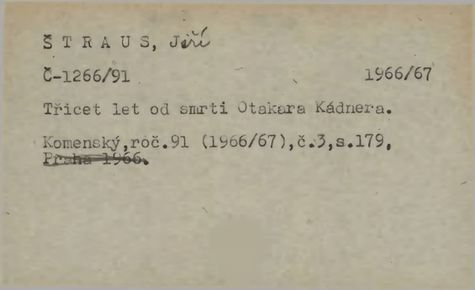 Š T R A U S, Jiří
Č-1266/91 1966/67
Třicet let od smrti Otakara Kádnera.
Komenský,roč.91 (1966/67),č.3,s.179,
Praha 1966.